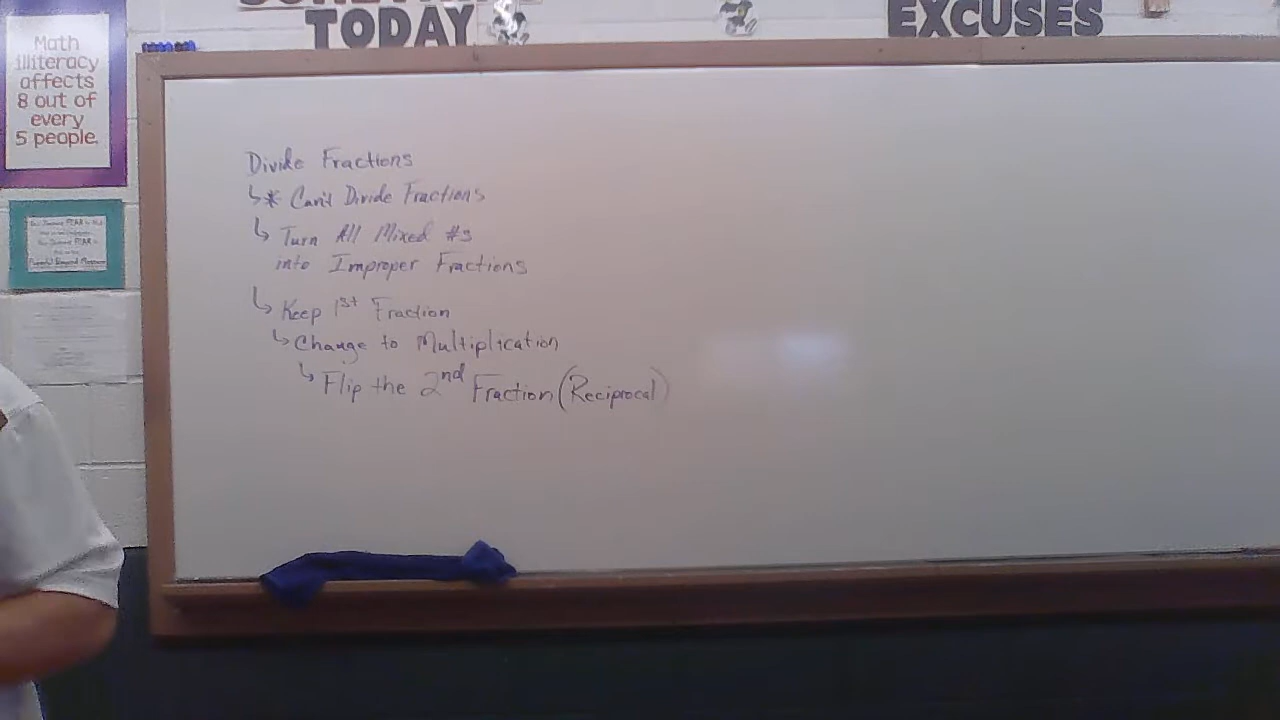 TODAY
EXCUSES
Math
illiteracy
affects
8 out of
every
5 people.
Divide Fractions
↳* Can't Divide Fractions
↳ Turn All Mixed #s
into Improper Fractions
↳ Keep 1st Fraction
↳ Change to Multiplication
↳ Flip the 2nd Fraction (Reciprocal)